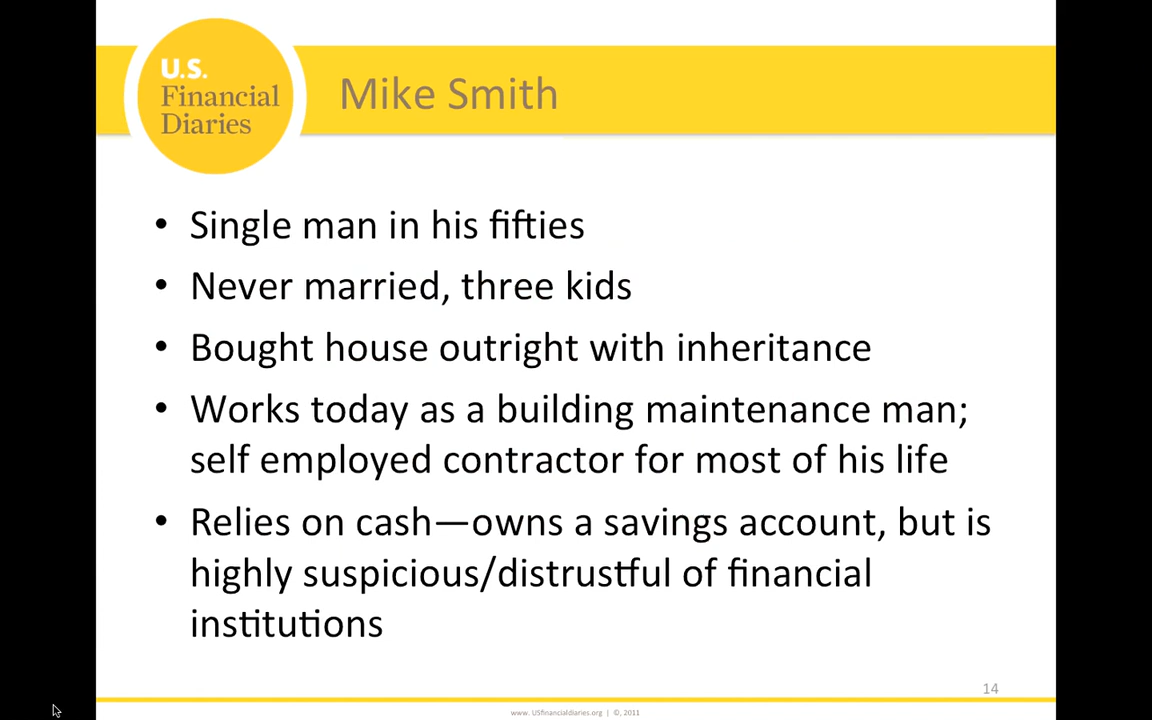 U.S.
Financial
Diaries
Mike Smith
• Single man in his fifties
• Never married, three kids
• Bought house outright with inheritance
• Works today as a building maintenance man;
self employed contractor for most of his life
• Relies on cash—owns a savings account, but is
highly suspicious/distrustful of financial
institutions
14
www. USfinancialdiaries.org | ©, 2011